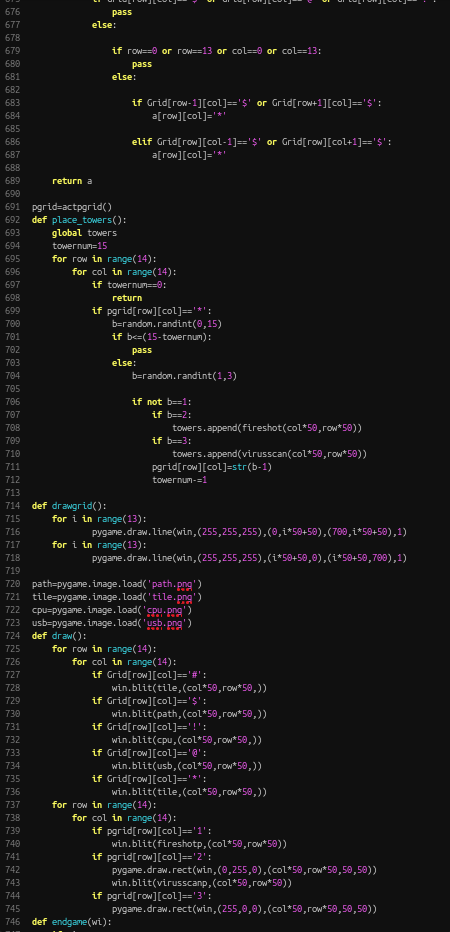 676 pass
677 else:
678
679 if row==0 or row==13 or col==0 or col==13:
680 pass
681 else:
682
683 if Grid[row-1][col]=='$' or Grid[row+1][col]=='$':
684 a[row][col]='*'
685
686 elif Grid[row][col-1]=='$' or Grid[row][col+1]=='$':
687 a[row][col]='*'
688
689 return a
690
691 pgrid=actpgrid()
692 def place_towers():
693 global towers
694 towernum=15
695 for row in range(14):
696 for col in range(14):
697 if towernum==0:
698 return
699 if pgrid[row][col]=='*':
700 b=random.randint(0,15)
701 if b<=(15-towernum):
702 pass
703 else:
704 b=random.randint(1,3)
705
706 if not b==1:
707 if b==2:
708 towers.append(fireshot(col*50,row*50))
709 if b==3:
710 towers.append(virusscan(col*50,row*50))
711 pgrid[row][col]=str(b-1)
712 towernum-=1
713
714 def drawgrid():
715 for i in range(13):
716 pygame.draw.line(win,(255,255,255),(0,i*50+50),(700,i*50+50),1)
717 for i in range(13):
718 pygame.draw.line(win,(255,255,255),(i*50+50,0),(i*50+50,700),1)
719
720 path=pygame.image.load('path.png')
721 tile=pygame.image.load('tile.png')
722 cpu=pygame.image.load('cpu.png')
723 usb=pygame.image.load('usb.png')
724 def draw():
725 for row in range(14):
726 for col in range(14):
727 if Grid[row][col]=='#':
728 win.blit(tile,(col*50,row*50,))
729 if Grid[row][col]=='$':
730 win.blit(path,(col*50,row*50,))
731 if Grid[row][col]=='!':
732 win.blit(cpu,(col*50,row*50,))
733 if Grid[row][col]=='@':
734 win.blit(usb,(col*50,row*50,))
735 if Grid[row][col]=='*':
736 win.blit(tile,(col*50,row*50,))
737 for row in range(14):
738 for col in range(14):
739 if pgrid[row][col]=='1':
740 win.blit(fireshotp,(col*50,row*50))
741 if pgrid[row][col]=='2':
742 pygame.draw.rect(win,(0,255,0),(col*50,row*50,50,50))
743 win.blit(virusscanp,(col*50,row*50))
744 if pgrid[row][col]=='3':
745 pygame.draw.rect(win,(255,0,0),(col*50,row*50,50,50))
746 def endgame(wi):